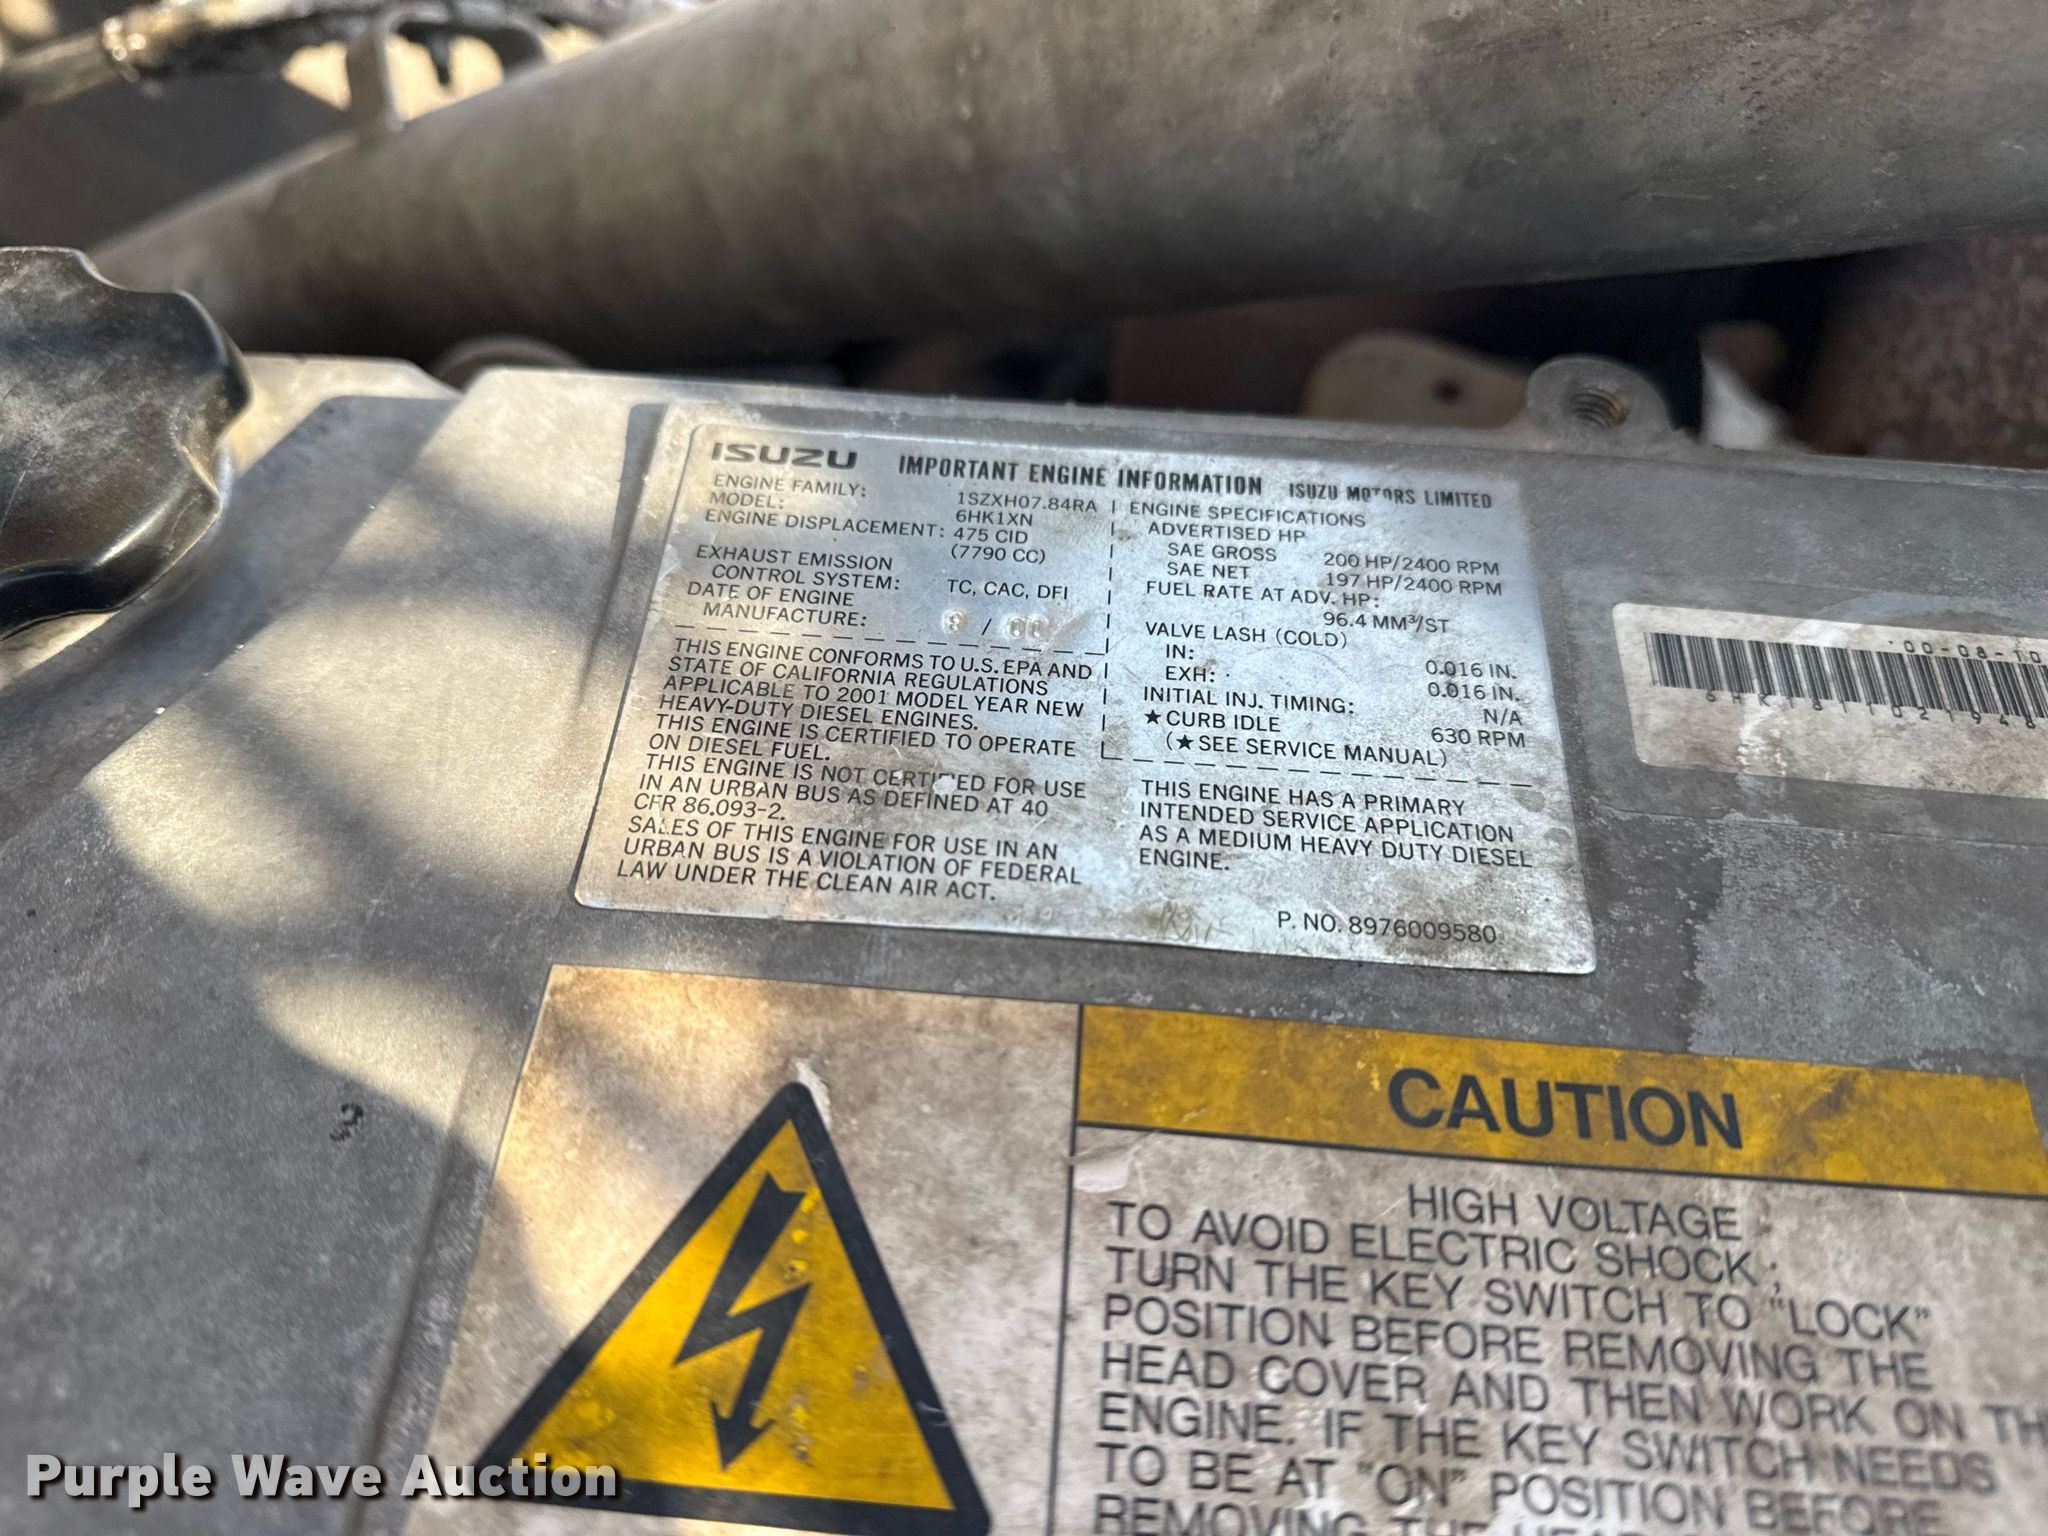 ISUZU IMPORTANT ENGINE INFORMATION ISUZU MOTORS LIMITED
ENGINE FAMILY: 1SZXH07.84RA
MODEL: 6HK1XN
ENGINE DISPLACEMENT: 475 CID
(7790 CC)
EXHAUST EMISSION
CONTROL SYSTEM: TC, CAC, DFI
DATE OF ENGINE
MANUFACTURE: 9 / 00
THIS ENGINE CONFORMS TO U.S. EPA AND
STATE OF CALIFORNIA REGULATIONS
APPLICABLE TO 2001 MODEL YEAR NEW
HEAVY-DUTY DIESEL ENGINES.
THIS ENGINE IS CERTIFIED TO OPERATE
ON DIESEL FUEL.
THIS ENGINE IS NOT CERTIFIED FOR USE
IN AN URBAN BUS AS DEFINED AT 40
CFR 86.093-2.
SALES OF THIS ENGINE FOR USE IN AN
URBAN BUS IS A VIOLATION OF FEDERAL
LAW UNDER THE CLEAN AIR ACT.
ENGINE SPECIFICATIONS
ADVERTISED HP
SAE GROSS 200 HP/2400 RPM
SAE NET 197 HP/2400 RPM
FUEL RATE AT ADV. HP:
96.4 MM³/ST
VALVE LASH (COLD)
IN: 0.016 IN.
EXH: 0.016 IN.
INITIAL INJ. TIMING: N/A
★CURB IDLE 630 RPM
(★SEE SERVICE MANUAL)
THIS ENGINE HAS A PRIMARY
INTENDED SERVICE APPLICATION
AS A MEDIUM HEAVY DUTY DIESEL
ENGINE.
P. NO. 8976009580
00-08-10
CAUTION
HIGH VOLTAGE
TO AVOID ELECTRIC SHOCK;
TURN THE KEY SWITCH TO "LOCK"
POSITION BEFORE REMOVING THE
HEAD COVER AND THEN WORK ON TH
ENGINE. IF THE KEY SWITCH NEEDS
TO BE AT "ON" POSITION BEFORE
REMOVING THE HEAD
Purple Wave Auction